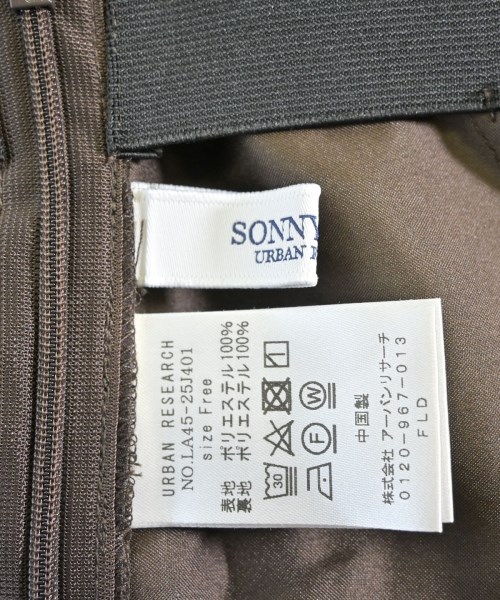 SONNY
URBAN
URBAN RESEARCH
NO.LA45-25J401
size Free
表地 ポリエステル100%
裏地 ポリエステル100%
30
F W
中国製
株式会社 アーバンリサーチ
0120-967-013
FLD